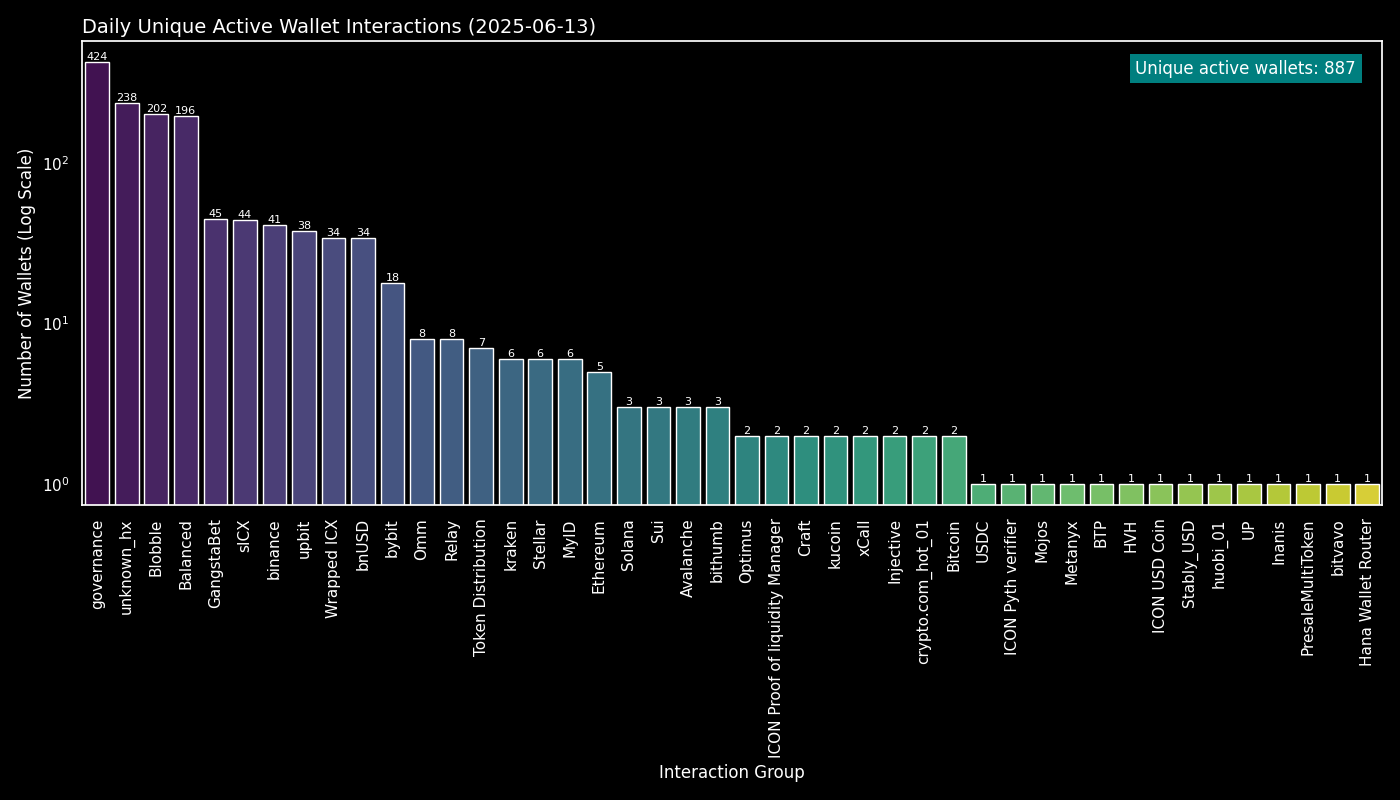 Daily Unique Active Wallet Interactions (2025-06-13)
Unique active wallets: 887
Number of Wallets (Log Scale)
10²
10¹
10⁰
424
238
202
196
45
44
41
38
34
34
18
8
8
7
6
6
6
5
3
3
3
3
2
2
2
2
2
2
2
2
1
1
1
1
1
1
1
1
1
1
1
1
1
1
governance
unknown_hx
Blobble
Balanced
GangstaBet
sICX
binance
upbit
Wrapped ICX
bnUSD
bybit
Omm
Relay
Token Distribution
kraken
Stellar
MyID
Ethereum
Solana
Sui
Avalanche
bithumb
Optimus
ICON Proof of liquidity Manager
Craft
kucoin
xCall
Injective
crypto.com_hot_01
Bitcoin
USDC
ICON Pyth verifier
Mojos
Metanyx
BTP
HVH
ICON USD Coin
Stably_USD
huobi_01
UP
Inanis
PresaleMultiToken
bitvavo
Hana Wallet Router
Interaction Group